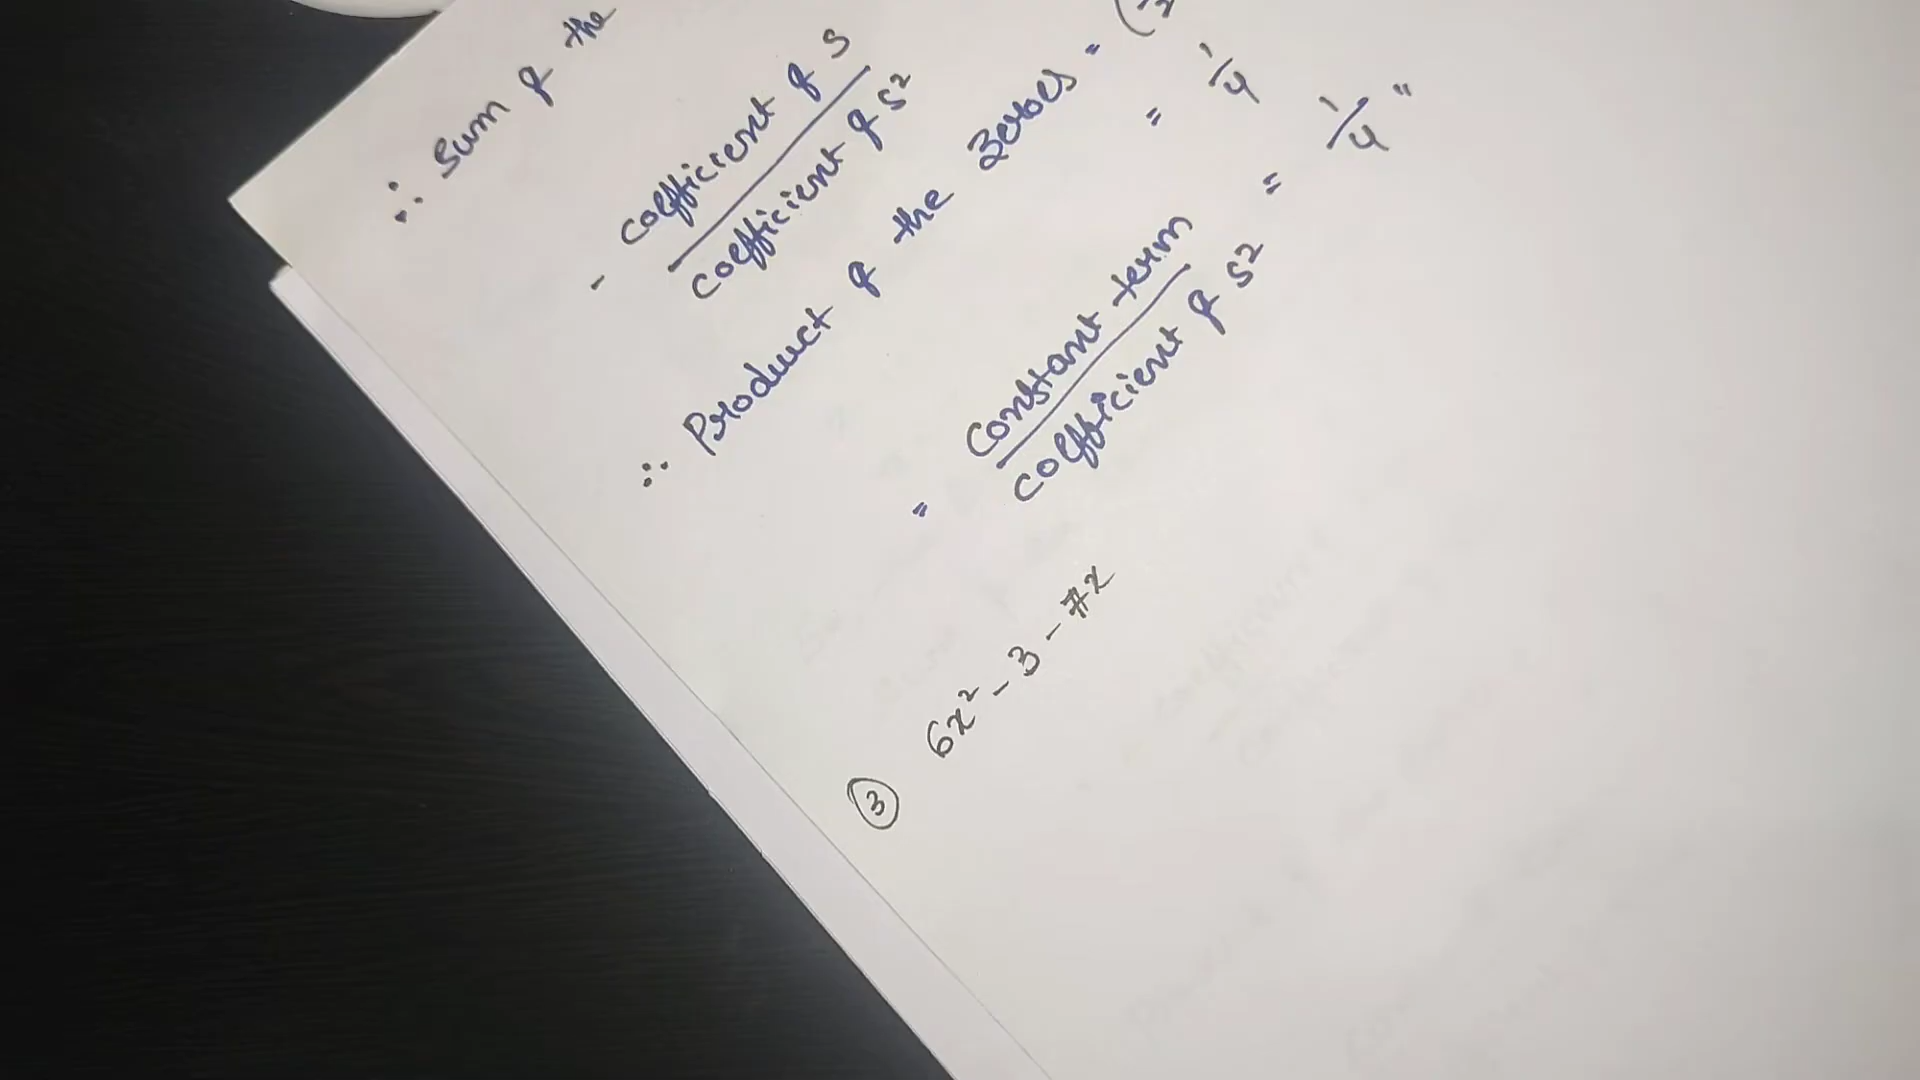 ∴ Sum of the
- coefficient of S / coefficient of S²
∴ Product of the zeroes =
= 1/4
= Constant term / coefficient of S² = 1/4 "
③ 6x² - 3 - 7x